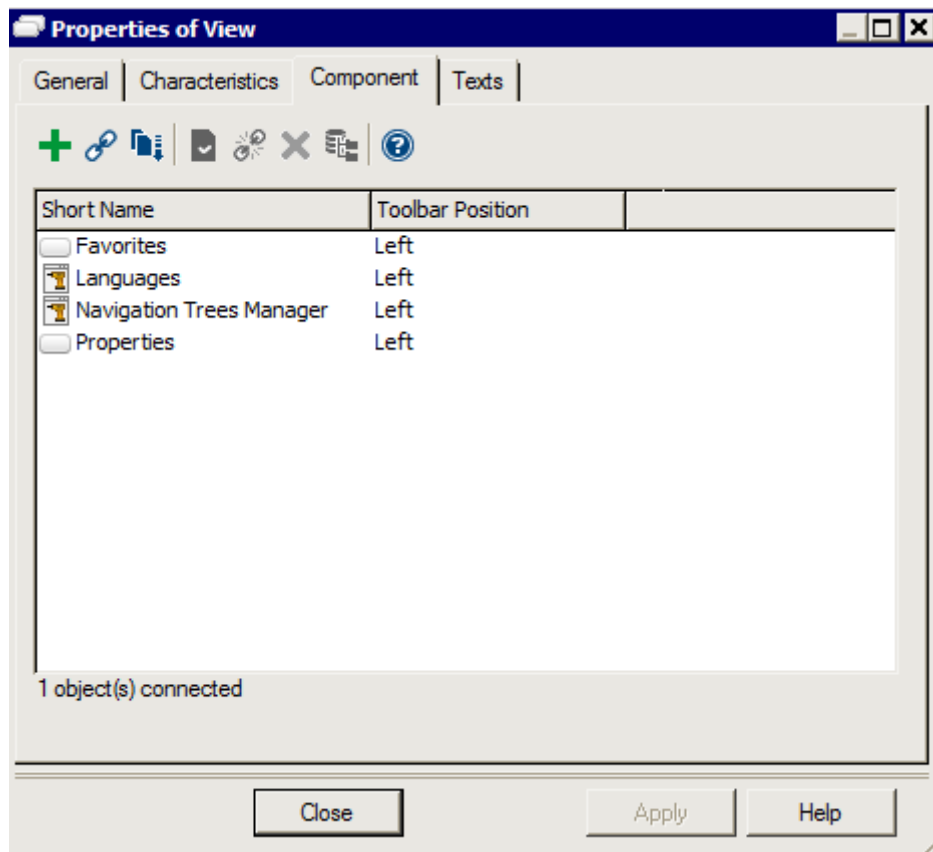 Properties of View
General Characteristics Component Texts
Short Name Toolbar Position
Favorites Left
Languages Left
Navigation Trees Manager Left
Properties Left
1 object(s) connected
Close Apply Help